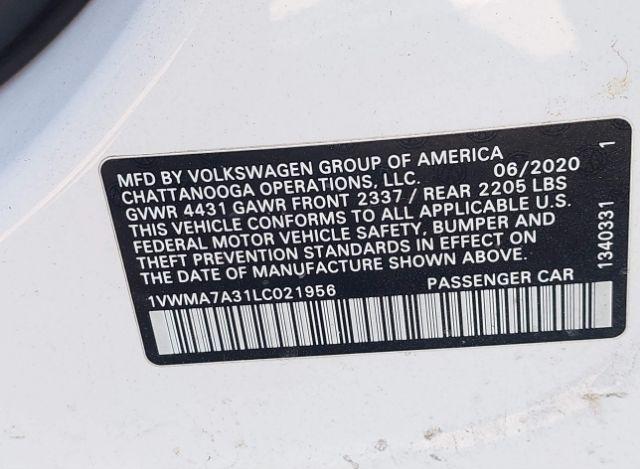 MFD BY VOLKSWAGEN GROUP OF AMERICA
CHATTANOOGA OPERATIONS, LLC. 06/2020
GVWR 4431 GAWR FRONT 2337 / REAR 2205 LBS
THIS VEHICLE CONFORMS TO ALL APPLICABLE U.S.
FEDERAL MOTOR VEHICLE SAFETY, BUMPER AND
THEFT PREVENTION STANDARDS IN EFFECT ON
THE DATE OF MANUFACTURE SHOWN ABOVE.
1VWMA7A31LC021956 PASSENGER CAR
1340331 1